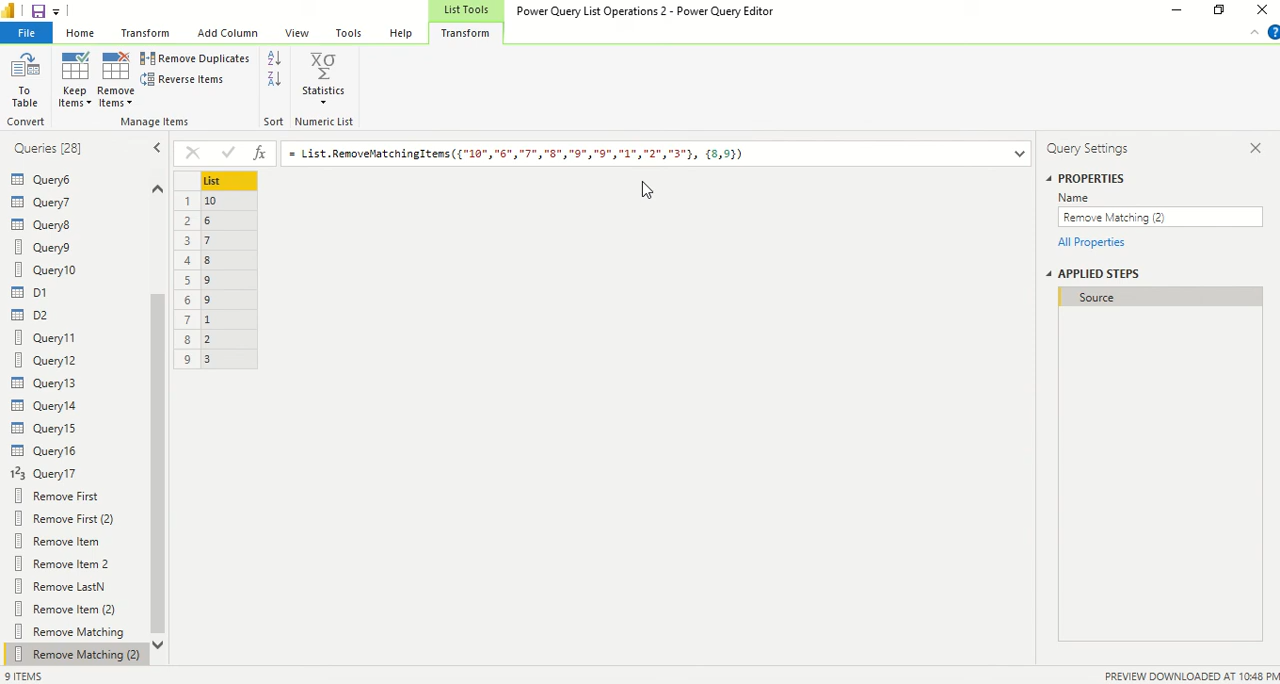 List Tools
Power Query List Operations 2 - Power Query Editor
File
Home
Transform
Add Column
View
Tools
Help
Transform
To Table
Keep Items
Remove Items
Remove Duplicates
Reverse Items
Statistics
Convert
Manage Items
Sort
Numeric List
Queries [28]
= List.RemoveMatchingItems({"10","6","7","8","9","9","1","2","3"}, {8,9})
List
1 10
2 6
3 7
4 8
5 9
6 9
7 1
8 2
9 3
Query6
Query7
Query8
Query9
Query10
D1
D2
Query11
Query12
Query13
Query14
Query15
Query16
Query17
Remove First
Remove First (2)
Remove Item
Remove Item 2
Remove LastN
Remove Item (2)
Remove Matching
Remove Matching (2)
Query Settings
PROPERTIES
Name
Remove Matching (2)
All Properties
APPLIED STEPS
Source
9 ITEMS
PREVIEW DOWNLOADED AT 10:48 PM